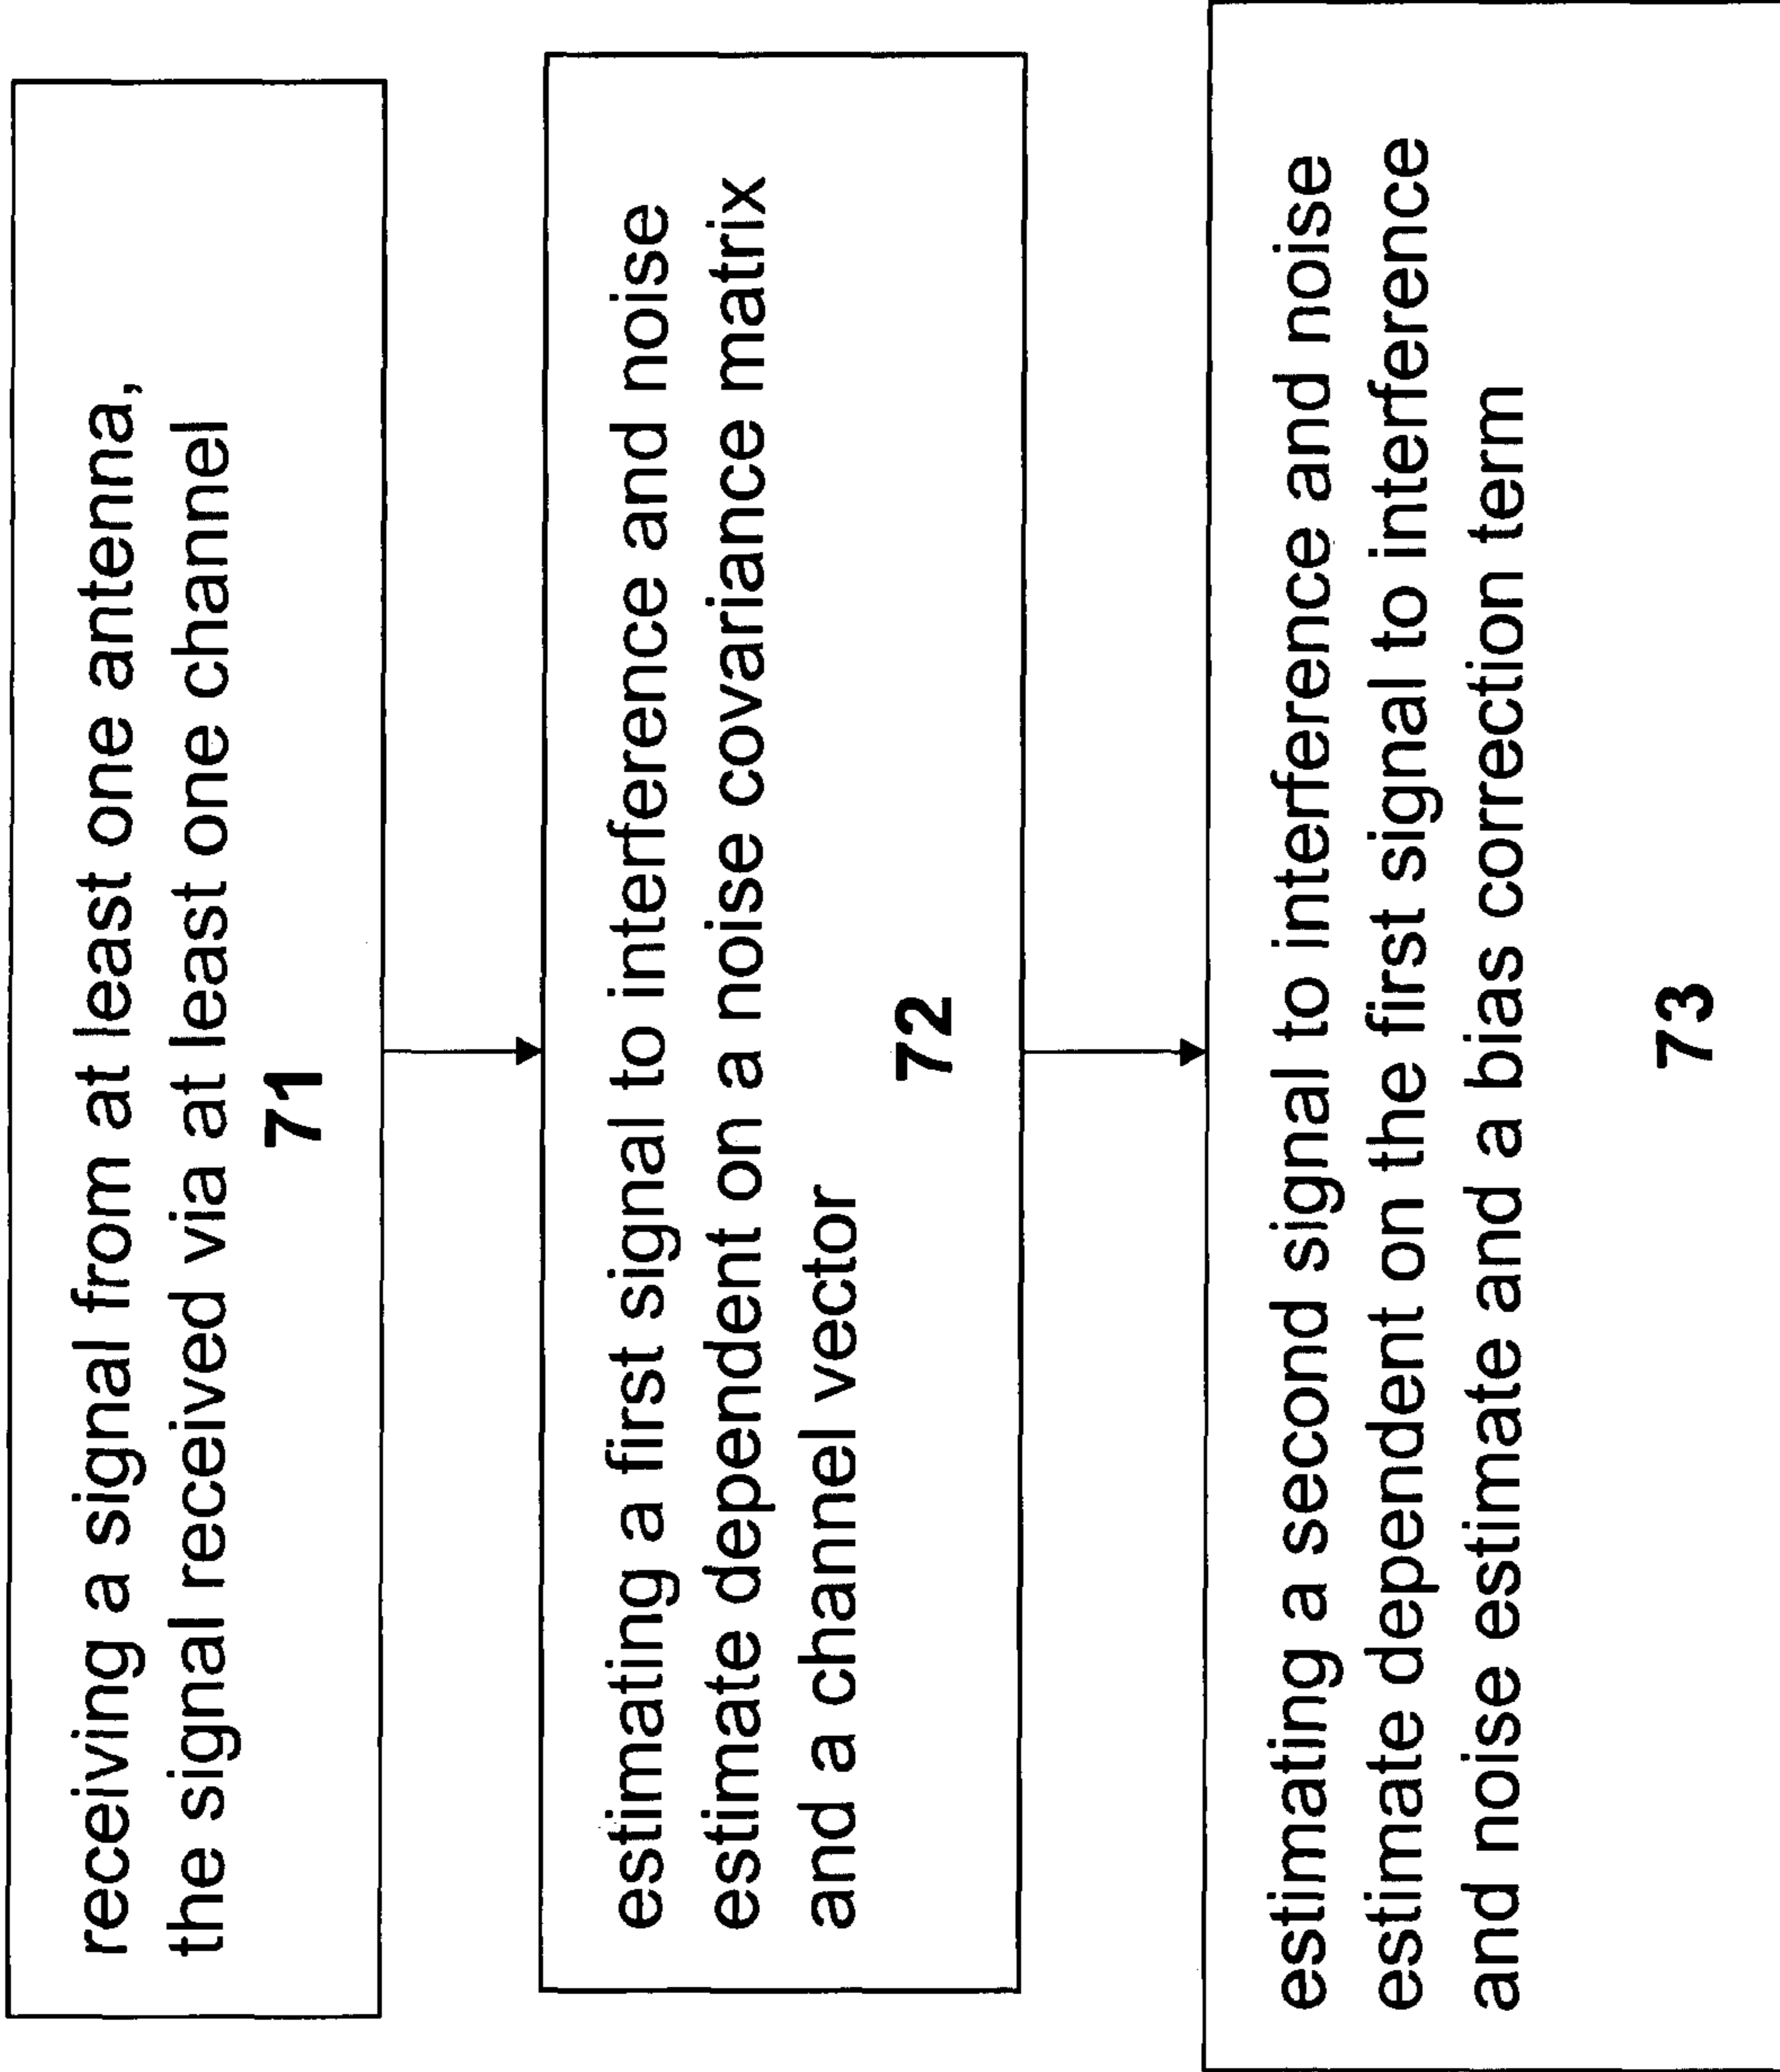 receiving a signal from at least one antenna,
the signal received via at least one channel
71
estimating a first signal to interference and noise
estimate dependent on a noise covariance matrix
and a channel vector
72
estimating a second signal to interference and noise
estimate dependent on the first signal to interference
and noise estimate and a bias correction term
73